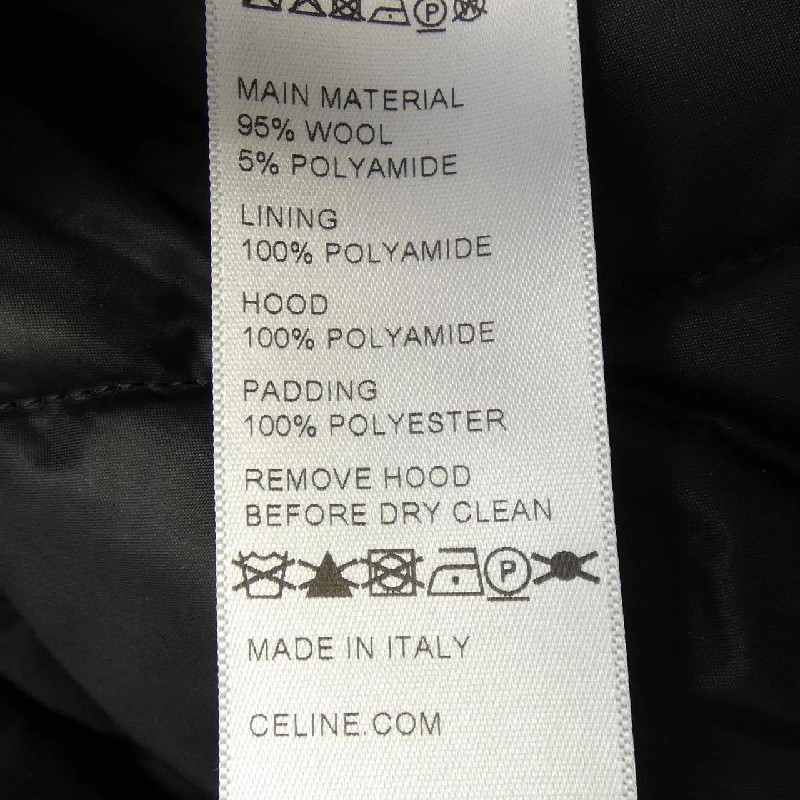 P W
MAIN MATERIAL
95% WOOL
5% POLYAMIDE
LINING
100% POLYAMIDE
HOOD
100% POLYAMIDE
PADDING
100% POLYESTER
REMOVE HOOD
BEFORE DRY CLEAN
P
MADE IN ITALY
CELINE.COM